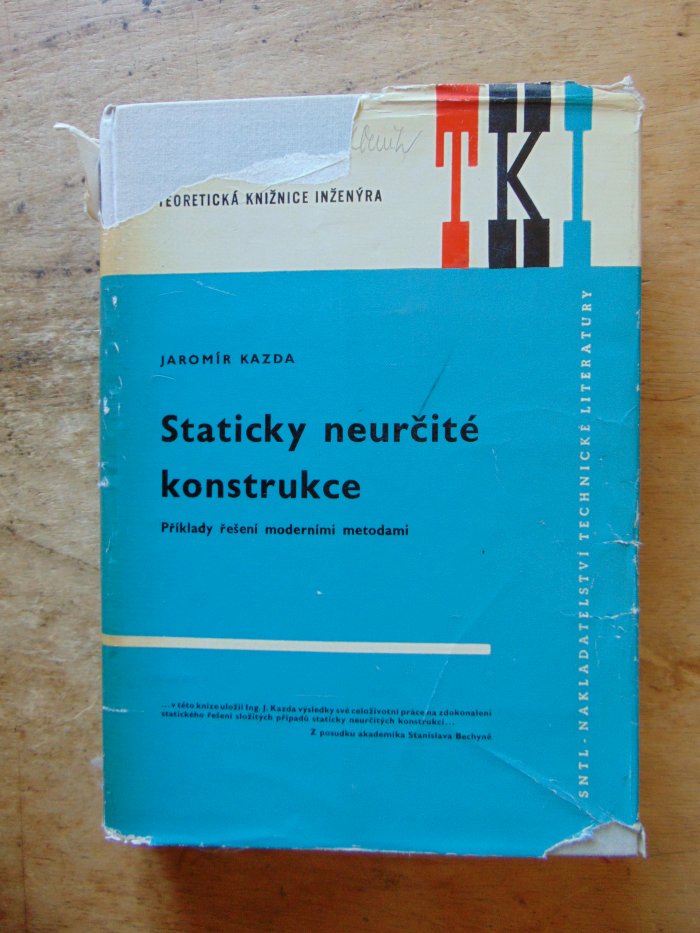 TKI
TEORETICKÁ KNIŽNICE INŽENÝRA
JAROMÍR KAZDA
Staticky neurčité
konstrukce
Příklady řešení moderními metodami
...v této knize uložil Ing. J. Kazda výsledky své celoživotní práce na zdokonalení
statického řešení složitých případů staticky neurčitých konstrukcí...
Z posudku akademika Stanislava Bechyně
SNTL - NAKLADATELSTVÍ TECHNICKÉ LITERATURY